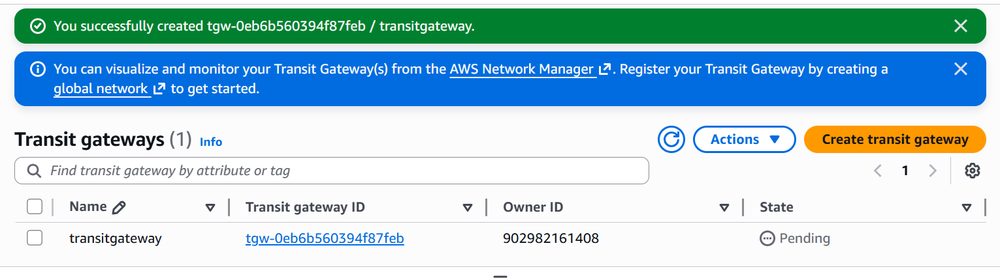 You successfully created tgw-0eb6b560394f87feb / transitgateway.
You can visualize and monitor your Transit Gateway(s) from the AWS Network Manager. Register your Transit Gateway by creating a
global network to get started.
Transit gateways (1) Info
Actions
Create transit gateway
Find transit gateway by attribute or tag
1
Name Transit gateway ID Owner ID State
transitgateway tgw-0eb6b560394f87feb 902982161408 Pending